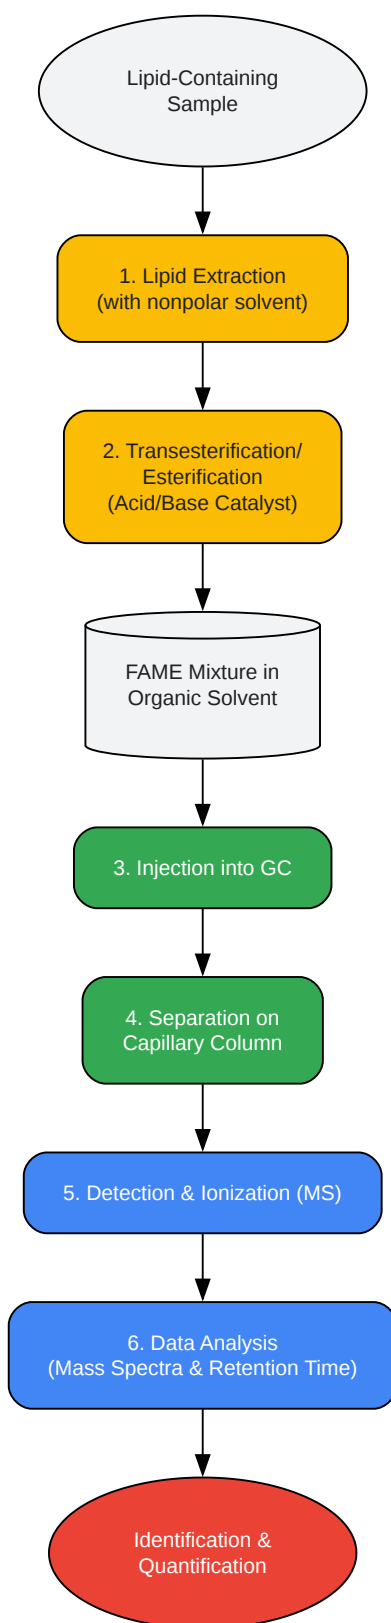 Lipid-Containing
Sample
1. Lipid Extraction
(with nonpolar solvent)
2. Transesterification/
Esterification
(Acid/Base Catalyst)
FAME Mixture in
Organic Solvent
3. Injection into GC
4. Separation on
Capillary Column
5. Detection & Ionization (MS)
6. Data Analysis
(Mass Spectra & Retention Time)
Identification &
Quantification